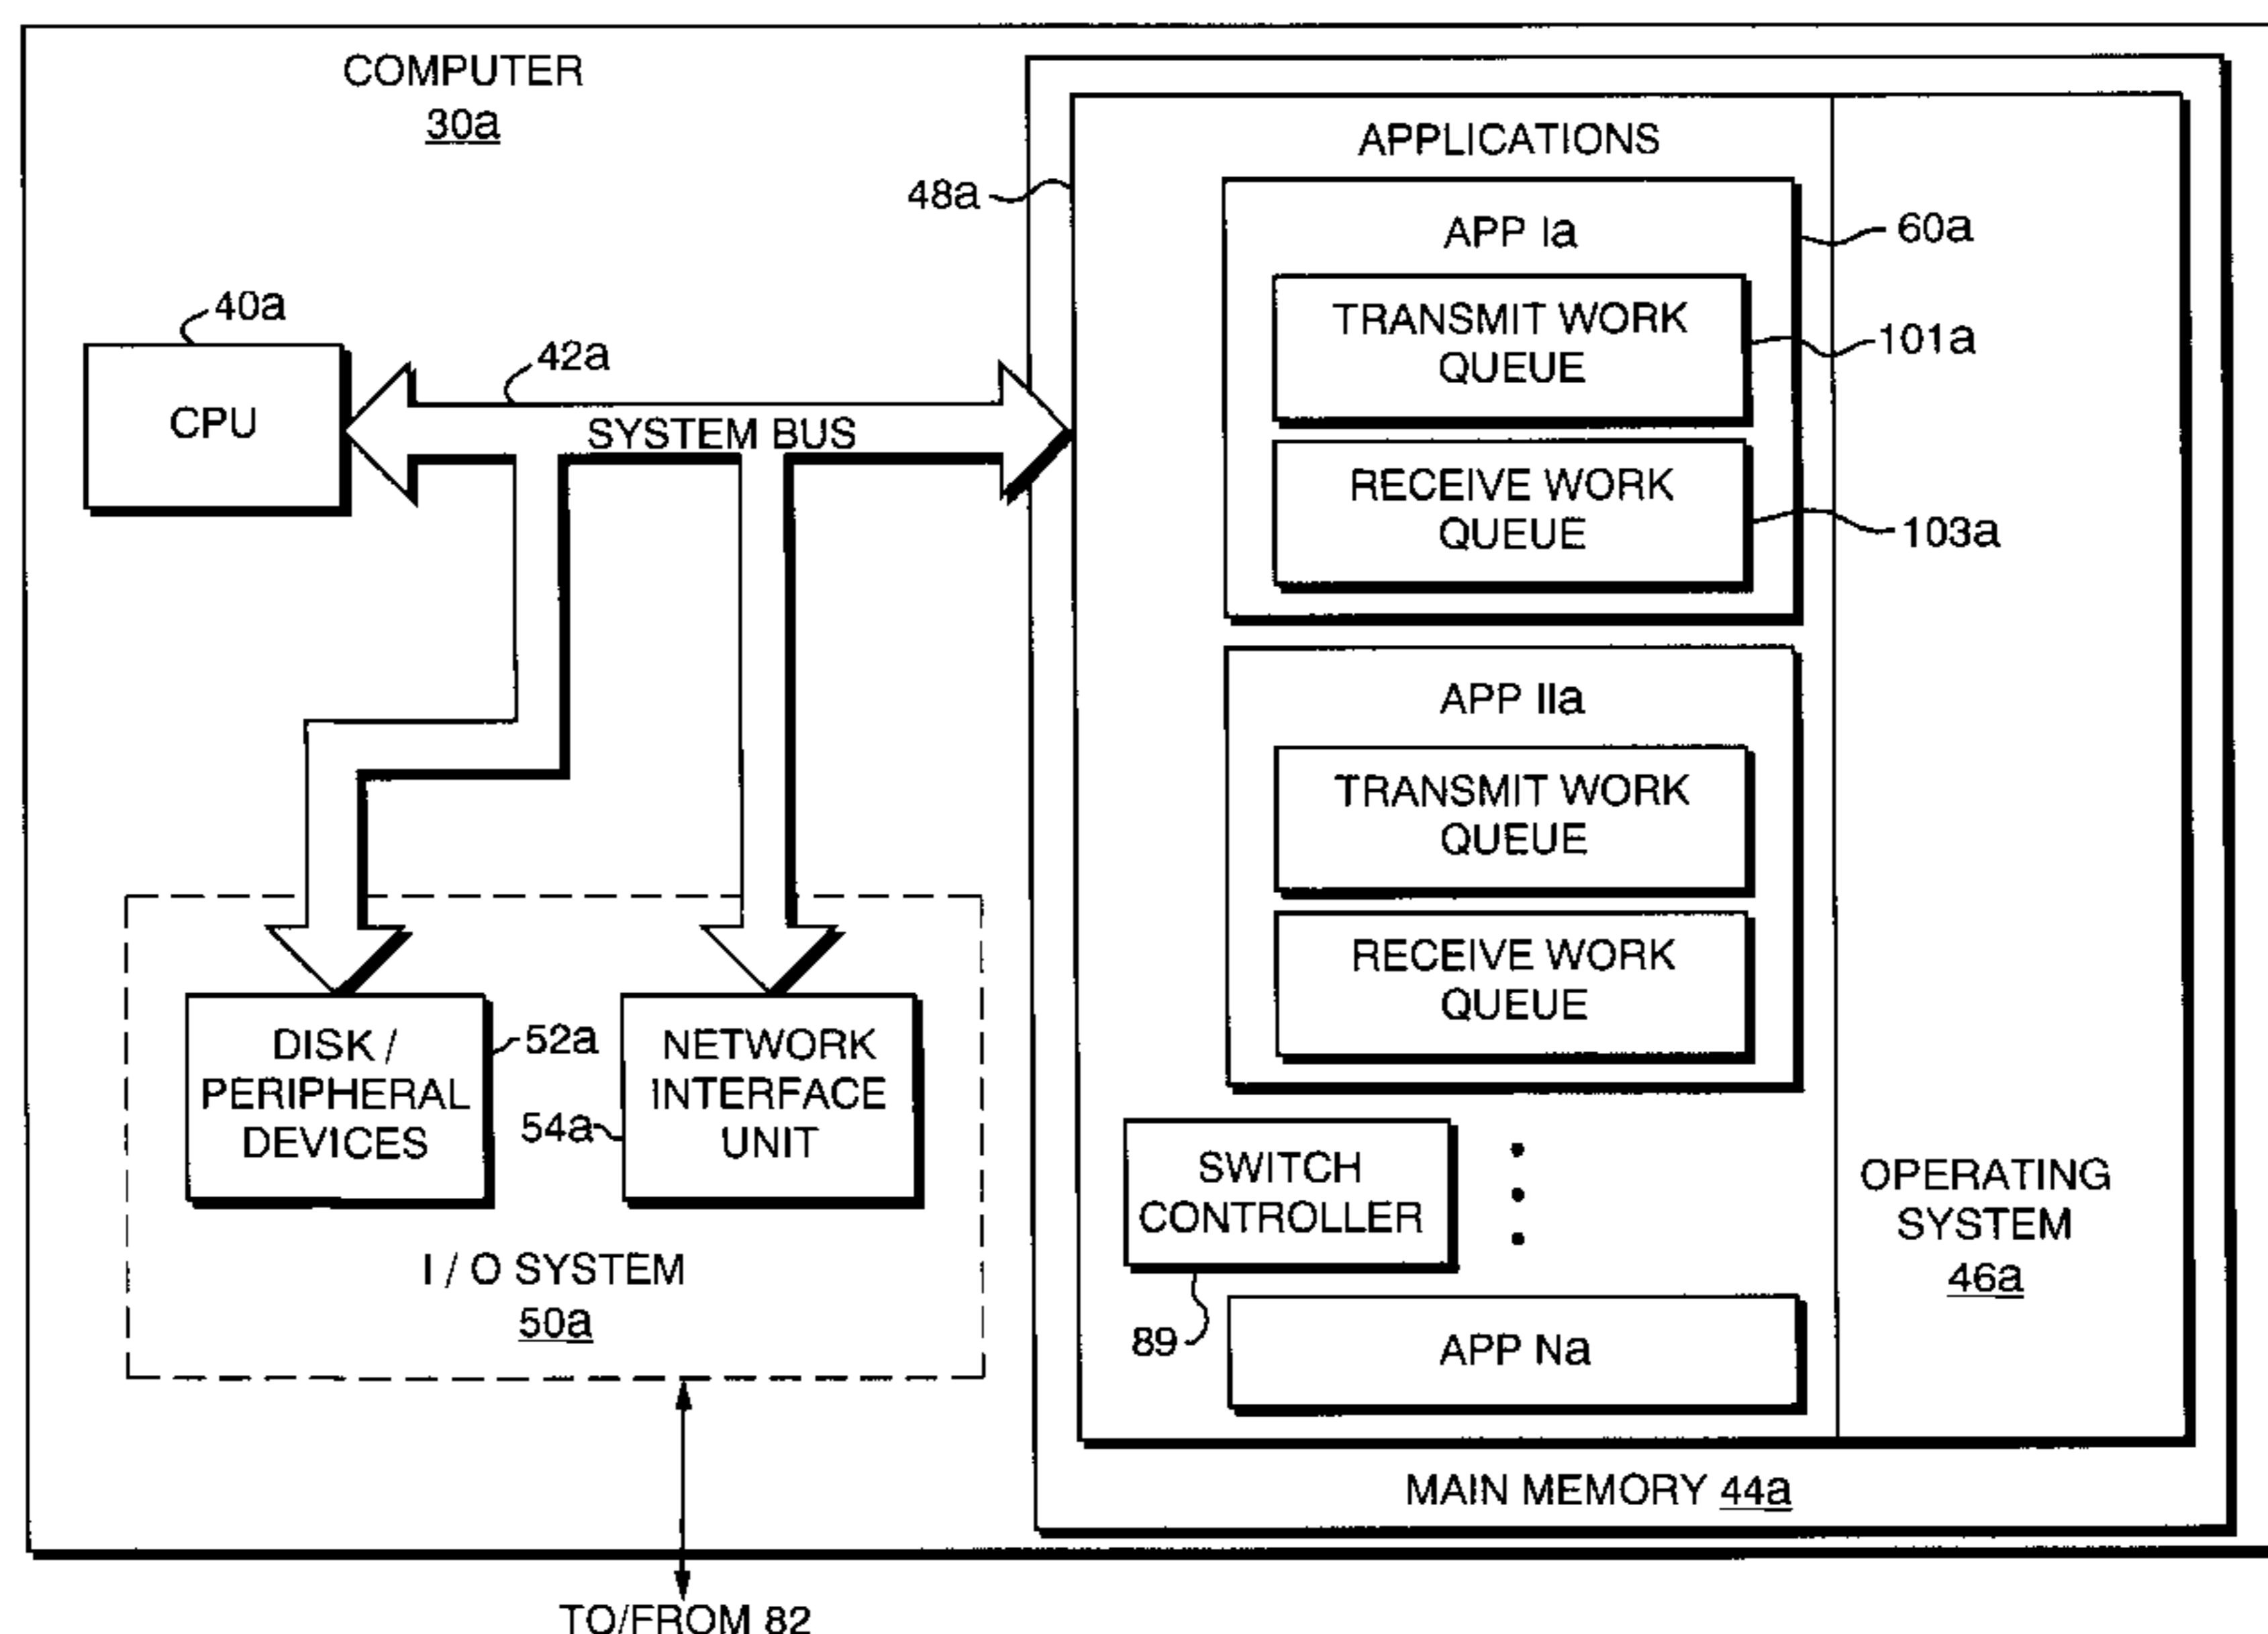 COMPUTER
30a
40a
CPU
42a
SYSTEM BUS
DISK /
PERIPHERAL
DEVICES
52a
54a
NETWORK
INTERFACE
UNIT
I / O SYSTEM
50a
TO/FROM 82
48a
APPLICATIONS
APP Ia
60a
TRANSMIT WORK
QUEUE
101a
RECEIVE WORK
QUEUE
103a
APP IIa
TRANSMIT WORK
QUEUE
RECEIVE WORK
QUEUE
SWITCH
CONTROLLER
89
APP Na
OPERATING
SYSTEM
46a
MAIN MEMORY 44a